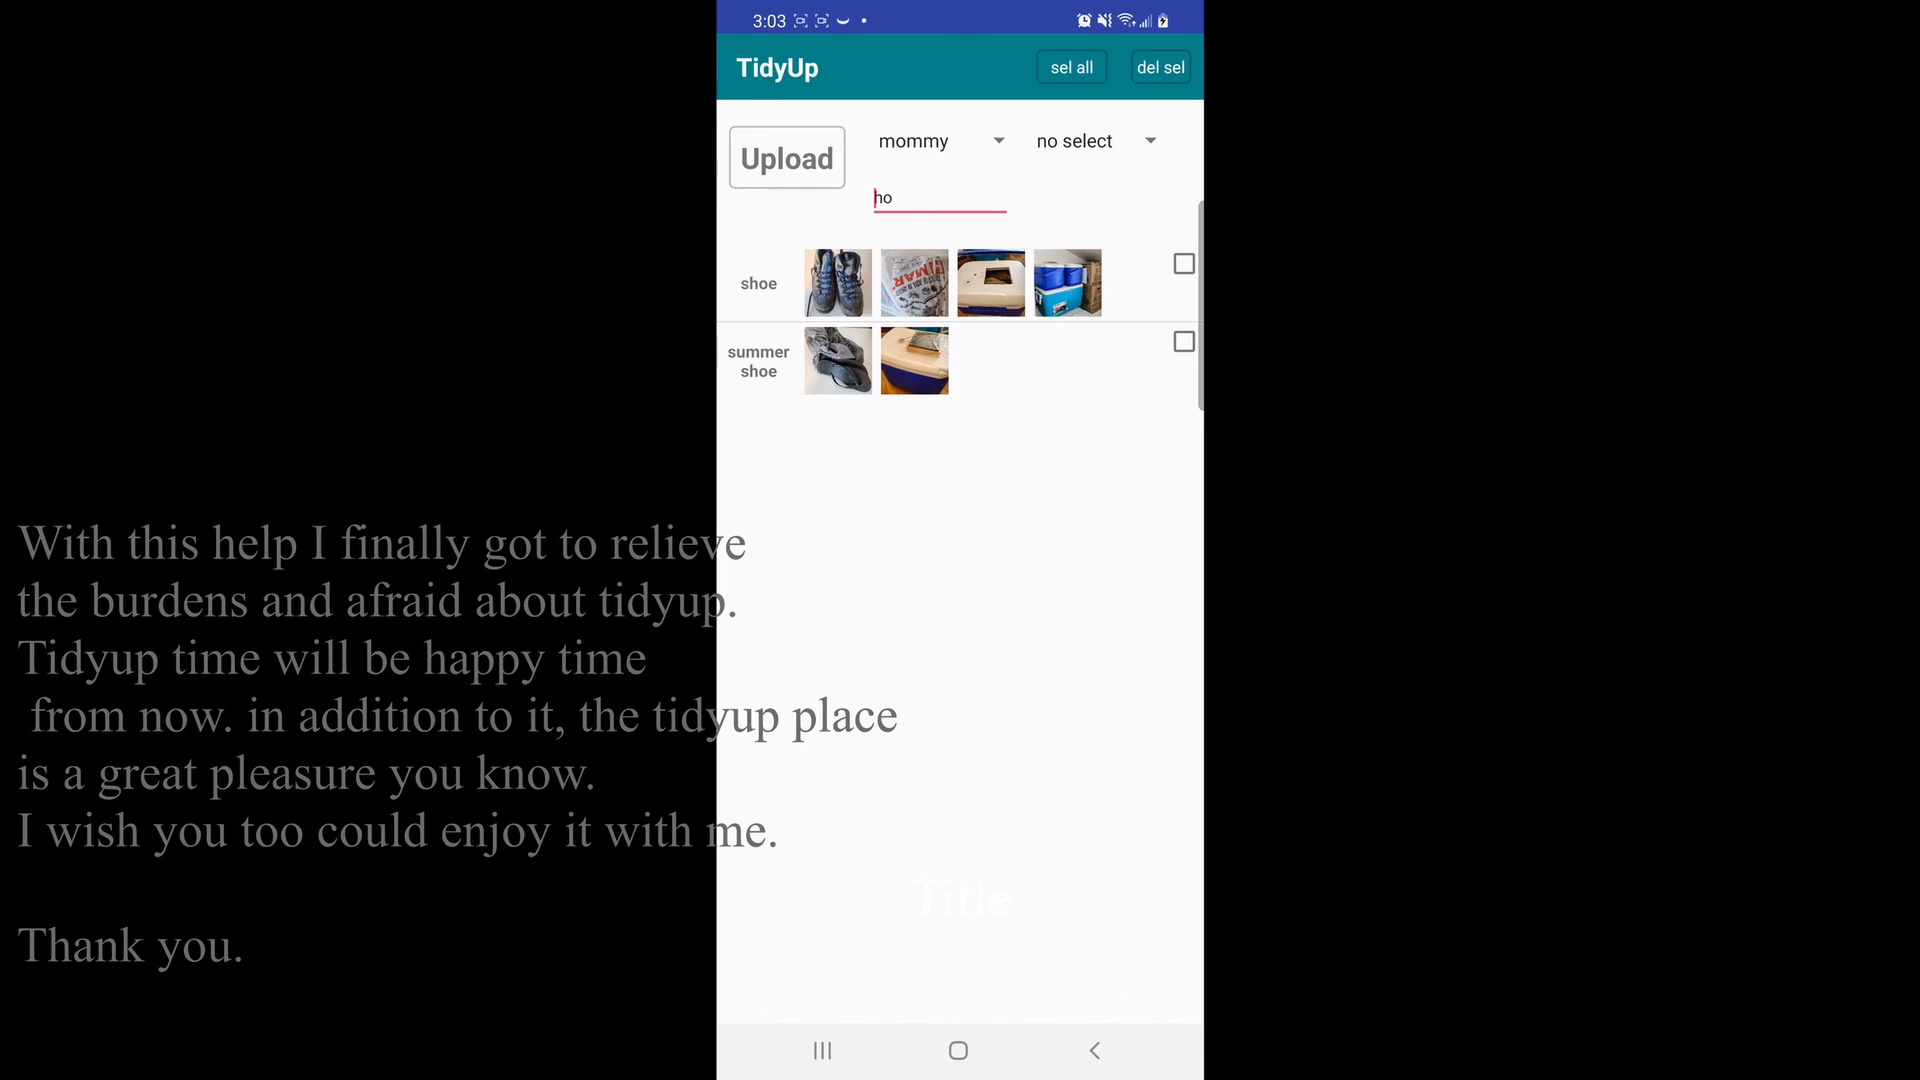 3:03
TidyUp
sel all
del sel
Upload
mommy
no select
ho
shoe
summer
shoe
With this help I finally got to relieve
the burdens and afraid about tidyup.
Tidyup time will be happy time
from now. in addition to it, the tidyup place
is a great pleasure you know.
I wish you too could enjoy it with me.
Title
Thank you.